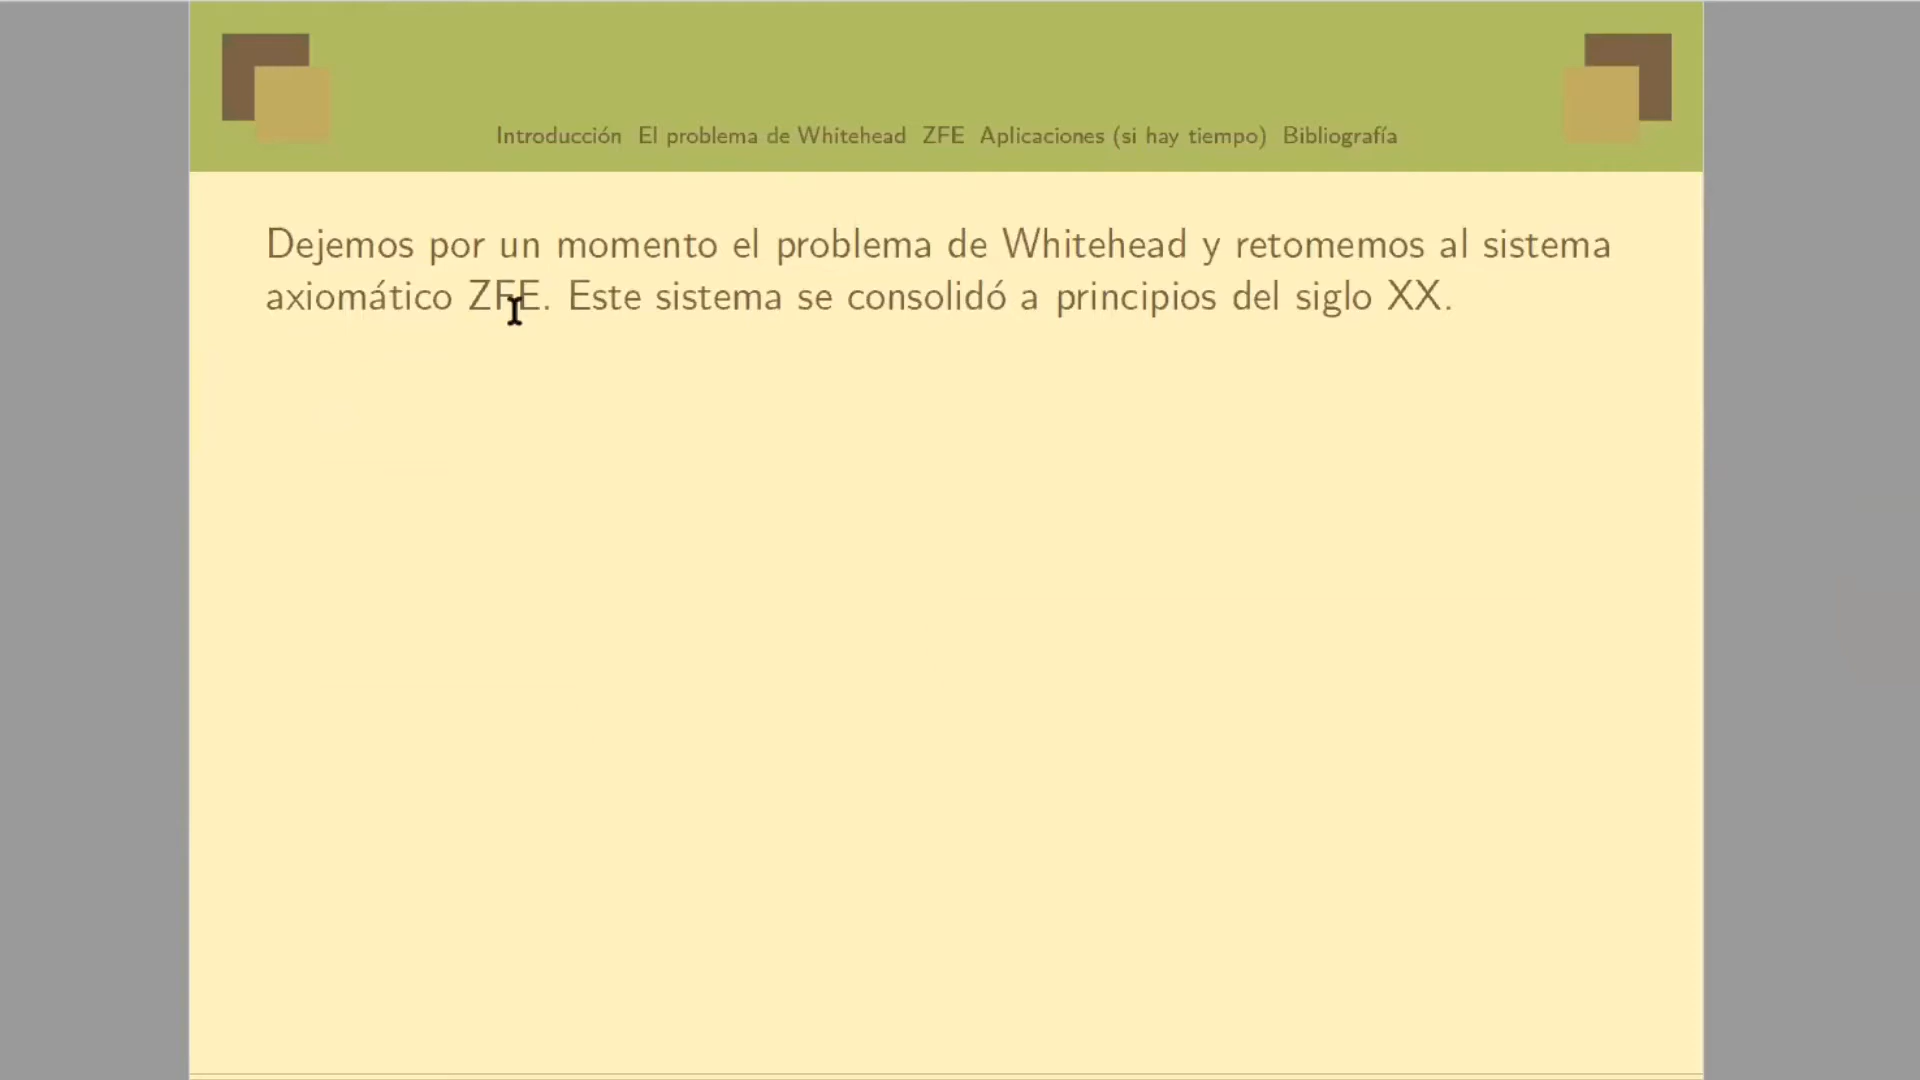 Introducción El problema de Whitehead ZFE Aplicaciones (si hay tiempo) Bibliografía
Dejemos por un momento el problema de Whitehead y retomemos al sistema
axiomático ZFE. Este sistema se consolidó a principios del siglo XX.